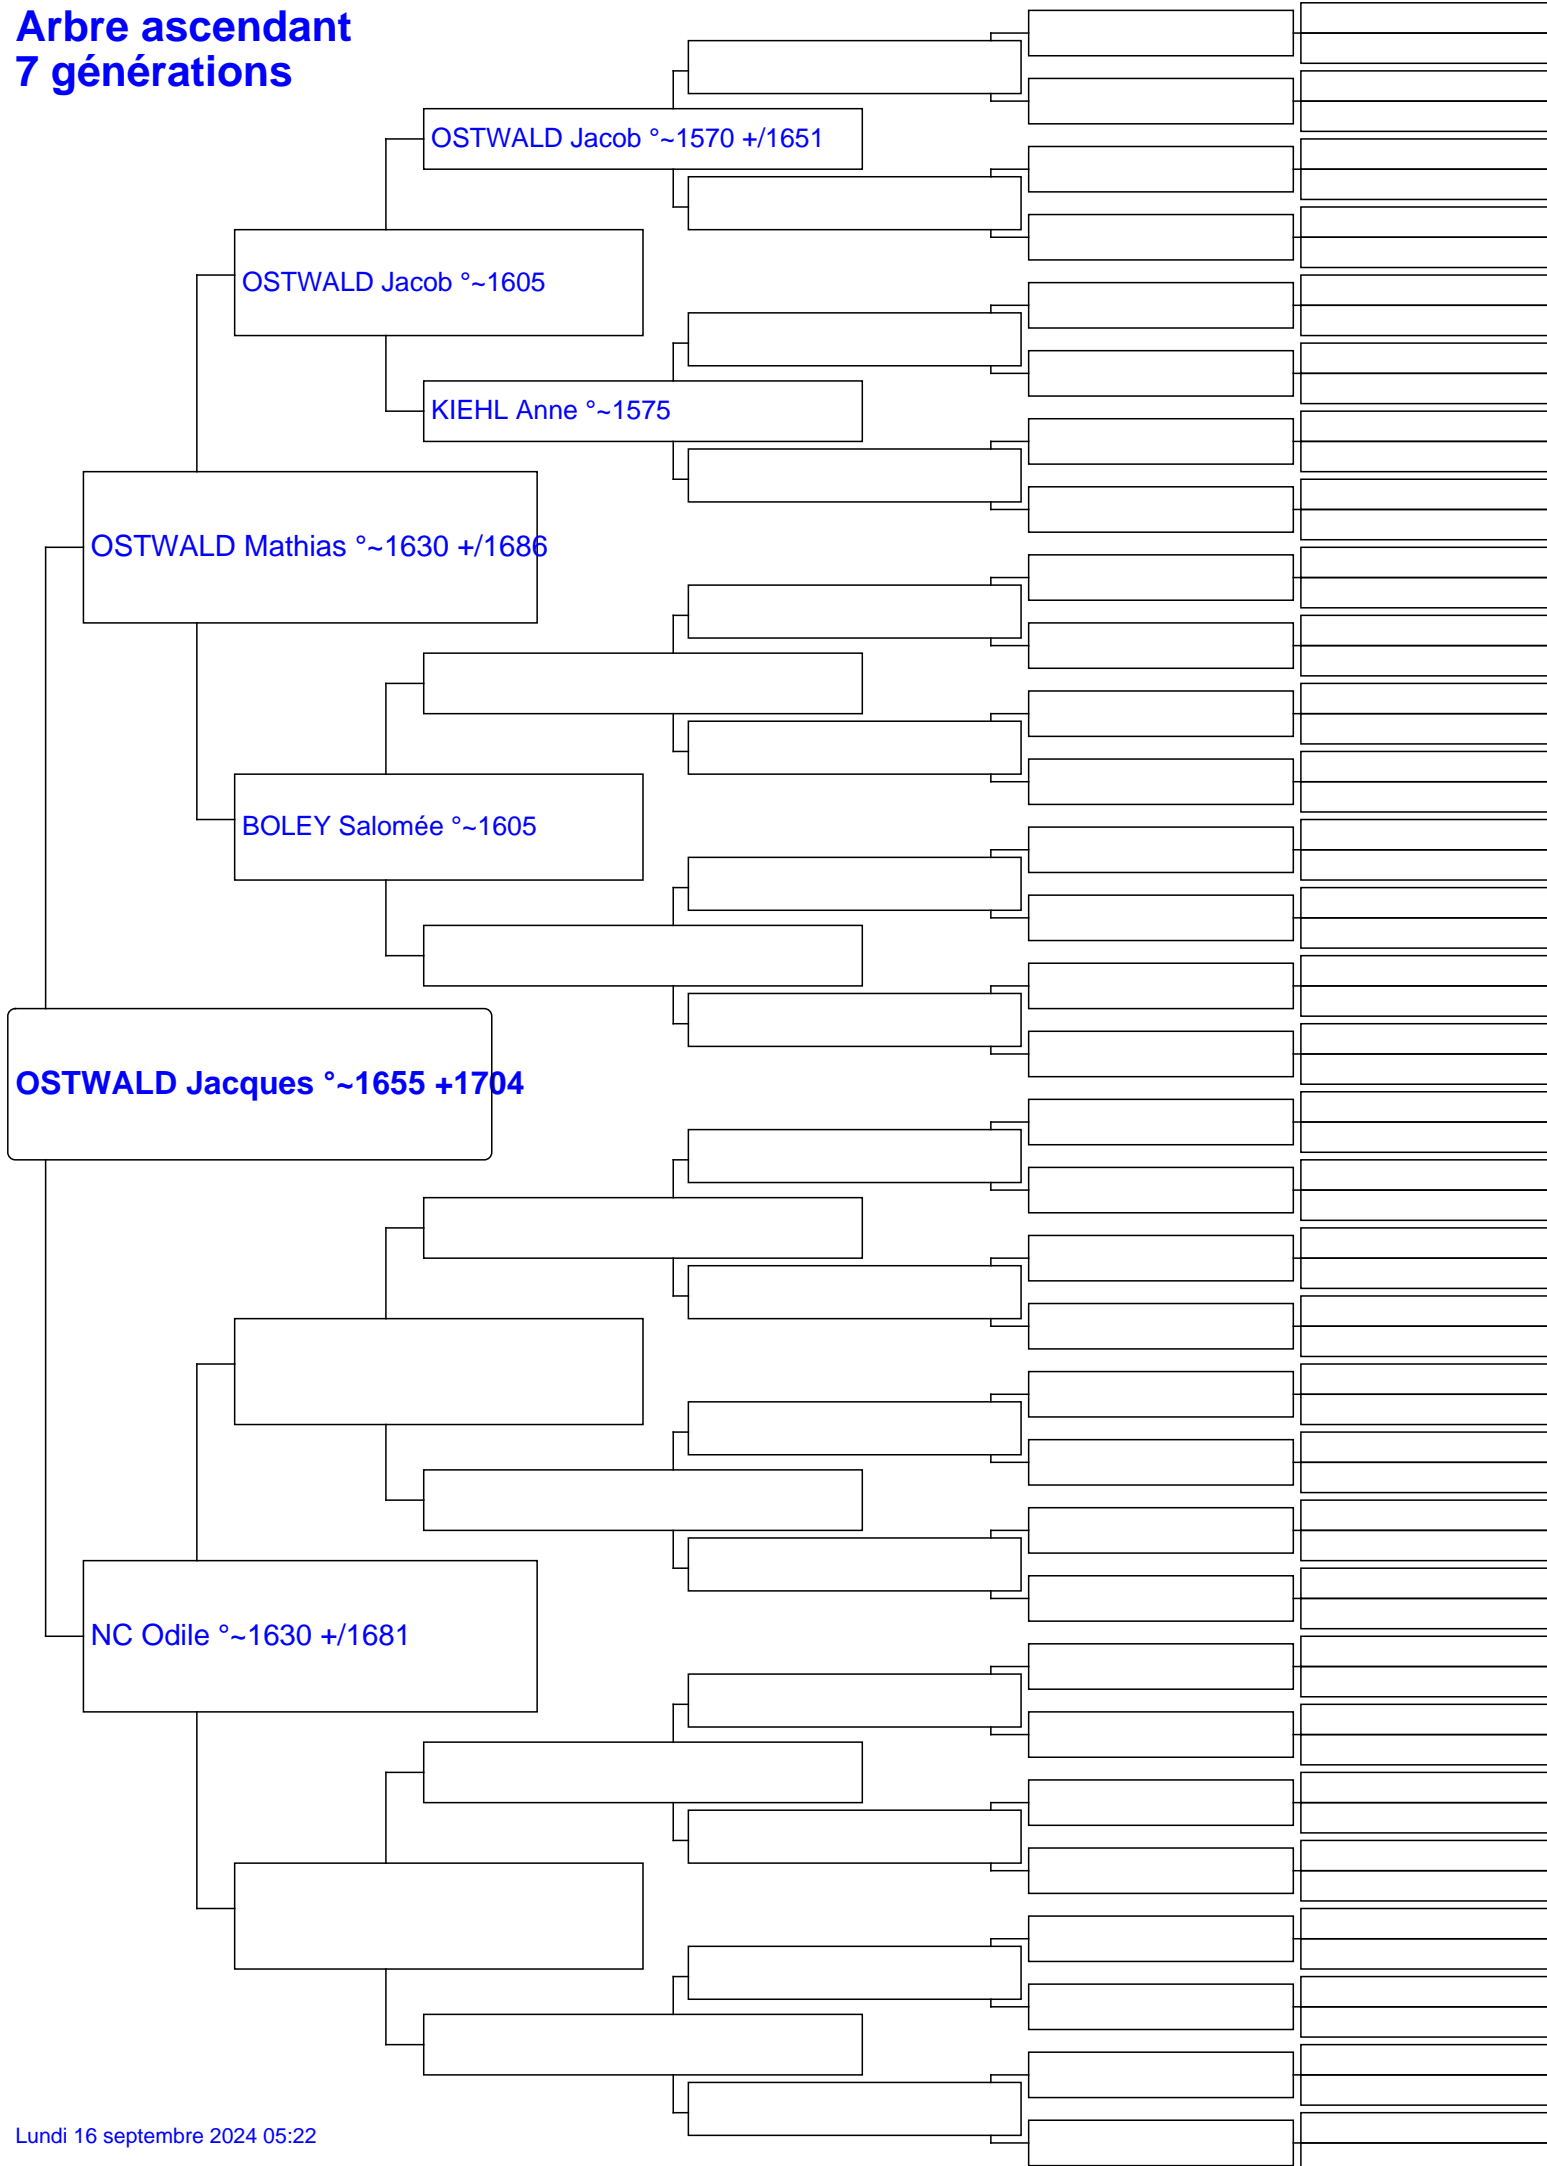 Arbre ascendant
7 générations
OSTWALD Jacob °~1570 +/1651
OSTWALD Jacob °~1605
KIEHL Anne °~1575
OSTWALD Mathias °~1630 +/1686
BOLEY Salomée °~1605
OSTWALD Jacques °~1655 +1704
NC Odile °~1630 +/1681
Lundi 16 septembre 2024 05:22